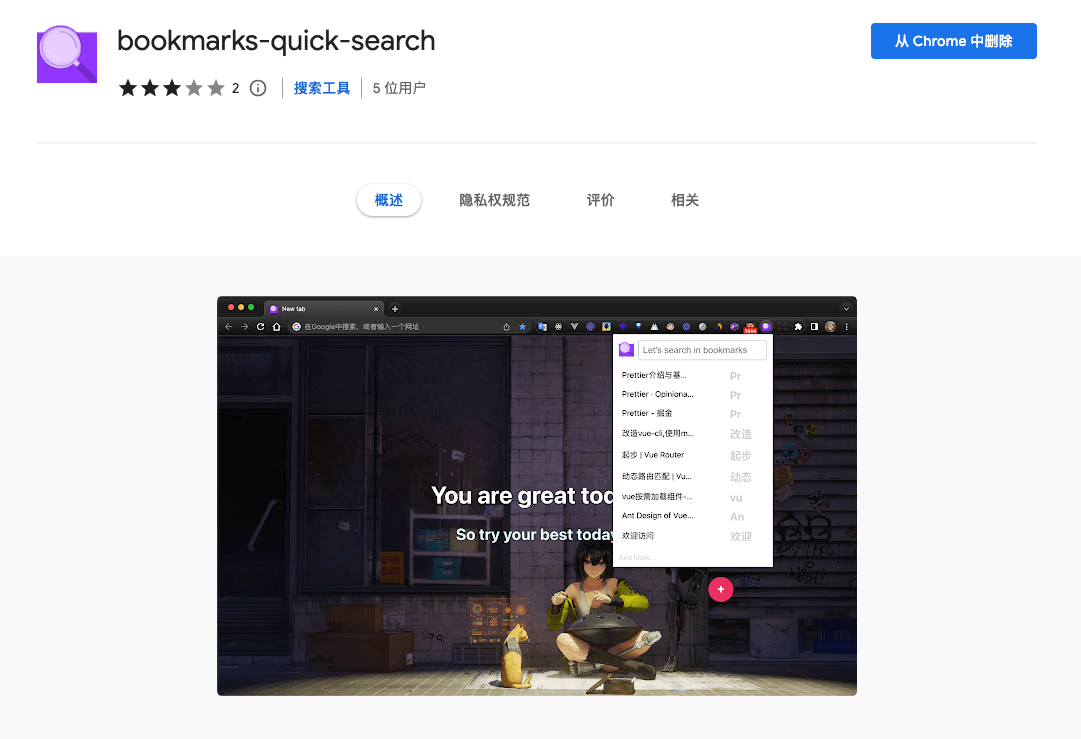 bookmarks-quick-search
从 Chrome 中删除
2
搜索工具
5 位用户
概述
隐私权规范
评价
相关
New tab
在Google中搜索，或者输入一个网址
3944
Let's search in bookmarks
Prettier介绍与基... Pr
Prettier · Opiniona... Pr
Prettier - 掘金 Pr
改造vue-cli,使用m... 改造
起步 | Vue Router 起步
动态路由匹配 | Vu... 动态
vue按需加载组件-... vu
Ant Design of Vue... An
欢迎访问 欢迎
And More...
You are great tod
So try your best today